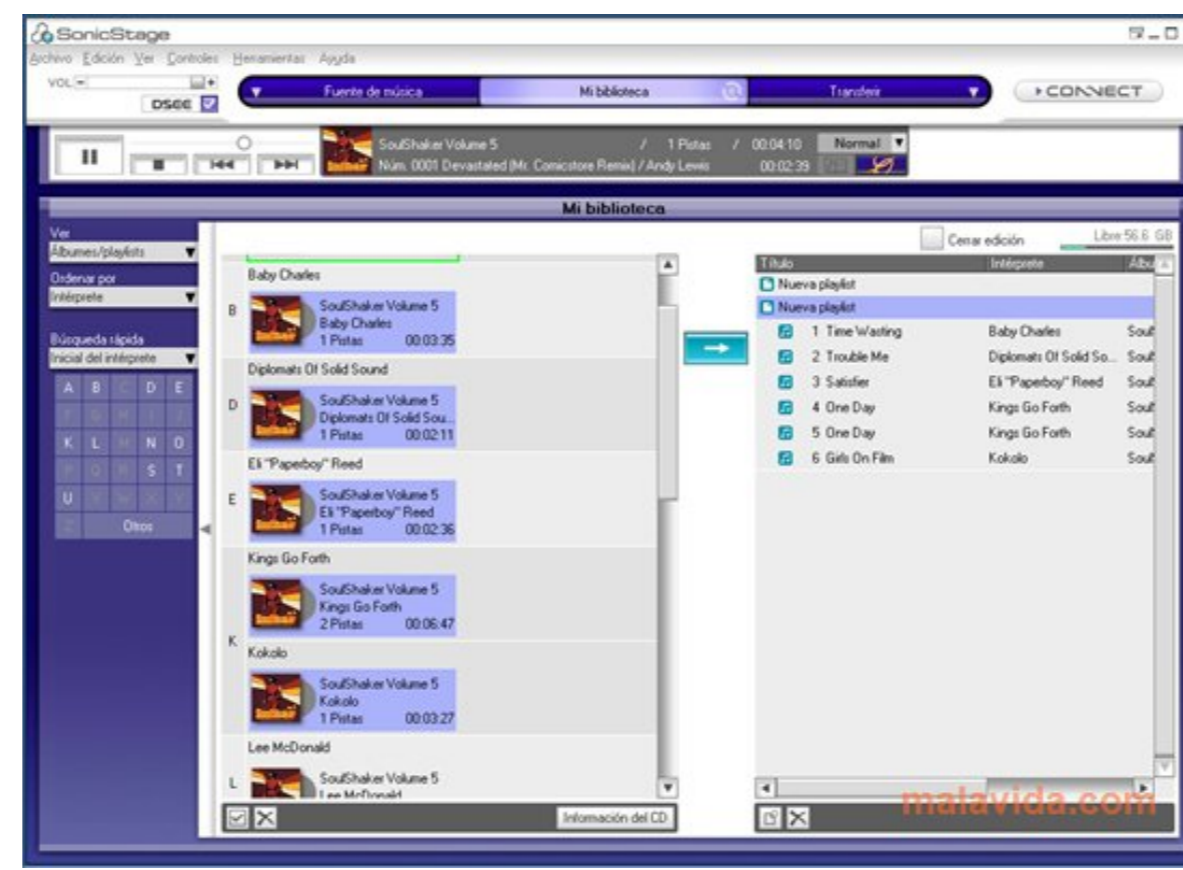 SonicStage
Archivo Edición Ver Controles Herramientas Ayuda
VOL
DSEE
Fuente de música
Mi biblioteca
Transferir
CONNECT
SoulShaker Volume 5 / 1 Pistas / 00:04:10
Normal
Núm. 0001 Devastated (Mr. Comicstore Remix) / Andy Lewis 00:02:39
Mi biblioteca
Ver
Álbumes/playlists
Ordenar por
Intérprete
Búsqueda rápida
Inicial del intérprete
A B C D E
F G H I J
K L M N O
P Q R S T
U V W X Y
Z Otros
Baby Charles
B
SoulShaker Volume 5
Baby Charles
1 Pistas 00:03:35
Diplomats Of Solid Sound
D
SoulShaker Volume 5
Diplomats Of Solid Sou...
1 Pistas 00:02:11
Eli "Paperboy" Reed
E
SoulShaker Volume 5
Eli "Paperboy" Reed
1 Pistas 00:02:36
Kings Go Forth
SoulShaker Volume 5
Kings Go Forth
2 Pistas 00:06:47
K
Kokolo
SoulShaker Volume 5
Kokolo
1 Pistas 00:03:27
Lee McDonald
L
SoulShaker Volume 5
Lee McDonald
Información del CD
Cerrar edición
Libre:56.6 GB
Título Intérprete Álbu
Nueva playlist
Nueva playlist
1 Time Wasting Baby Charles Soul
2 Trouble Me Diplomats Of Solid So... Soul
3 Satisfier Eli "Paperboy" Reed Soul
4 One Day Kings Go Forth Soul
5 One Day Kings Go Forth Soul
6 Girls On Film Kokolo Soul
malavida.com